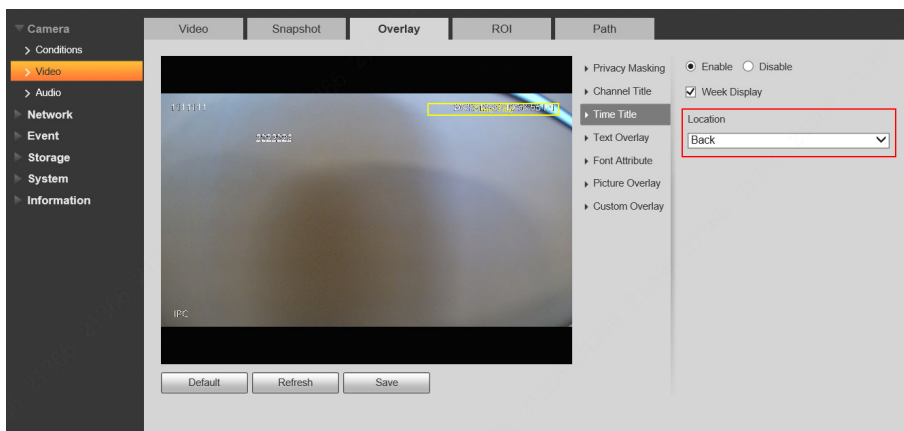 Camera
Conditions
Video
Audio
Network
Event
Storage
System
Information
Video Snapshot Overlay ROI Path
1111111
2222222
IPC
Default Refresh Save
Privacy Masking
Channel Title
Time Title
Text Overlay
Font Attribute
Picture Overlay
Custom Overlay
Enable Disable
Week Display
Location
Back